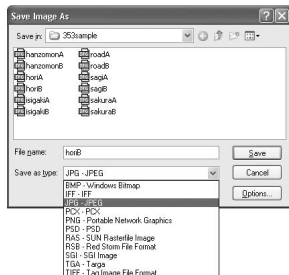 Save Image As
Save in: 353sample
hanzomonA
hanzomonB
horiA
horiB
isigakiA
isigakiB
roadA
roadB
sagiA
sagiB
sakuraA
sakuraB
File name: horiB Save
Save as type: JPG - JPEG Cancel
BMP - Windows Bitmap
IFF - IFF Options...
JPG - JPEG
PCX - PCX
PNG - Portable Network Graphics
PSD - PSD
RAS - SUN Rasterfile Image
RSB - Red Storm File Format
SGI - SGI Image
TGA - Targa
TIFF - Tag Image File Format